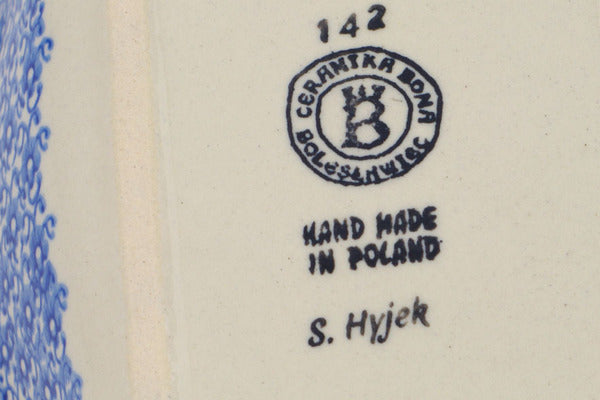 142
CERAMIKA BONA
B
BOLESŁAWIEC
HAND MADE
IN POLAND
S. Hyjek